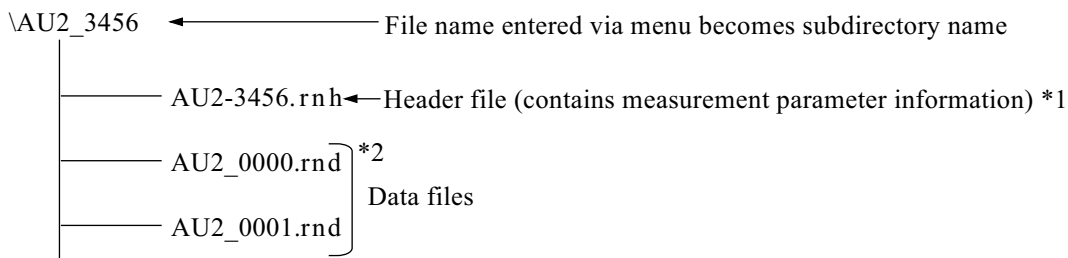 \AU2_3456 File name entered via menu becomes subdirectory name
AU2-3456.rnh Header file (contains measurement parameter information) *1
AU2_0000.rnd *2
Data files
AU2_0001.rnd